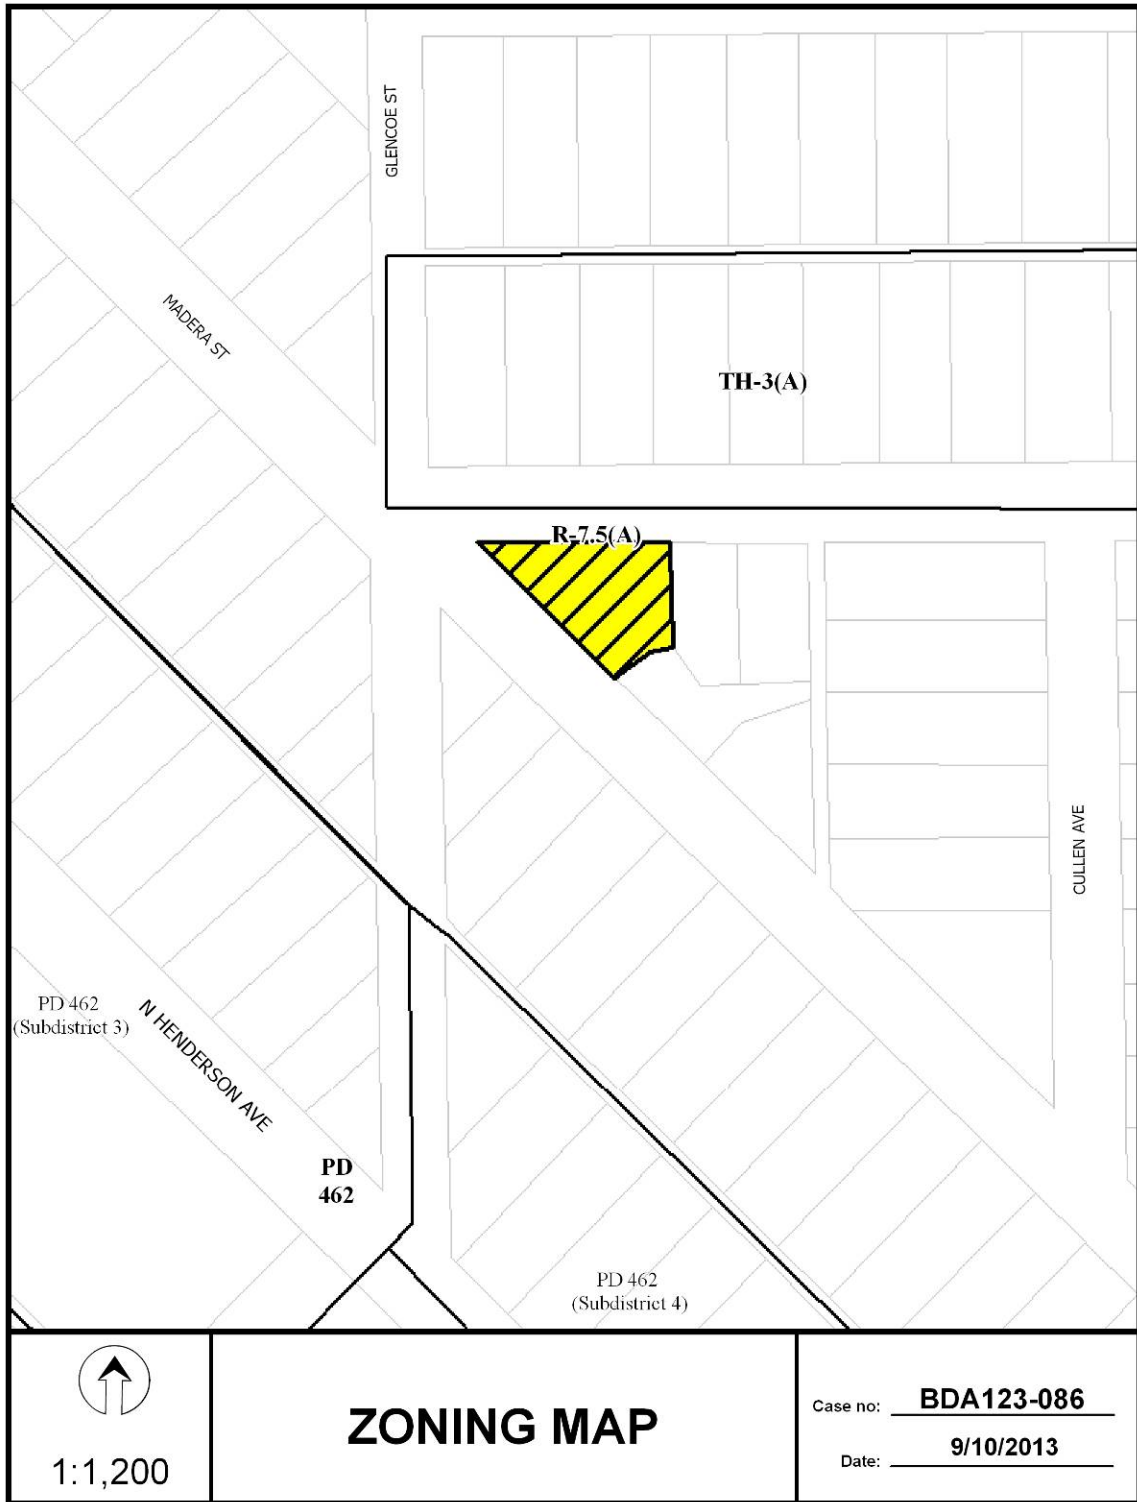 GLENCOE ST
MADERA ST
TH-3(A)
R-7.5(A)
CULLEN AVE
PD 462
(Subdistrict 3)
N HENDERSON AVE
PD
462
PD 462
(Subdistrict 4)
1:1,200
ZONING MAP
Case no: BDA123-086
Date: 9/10/2013